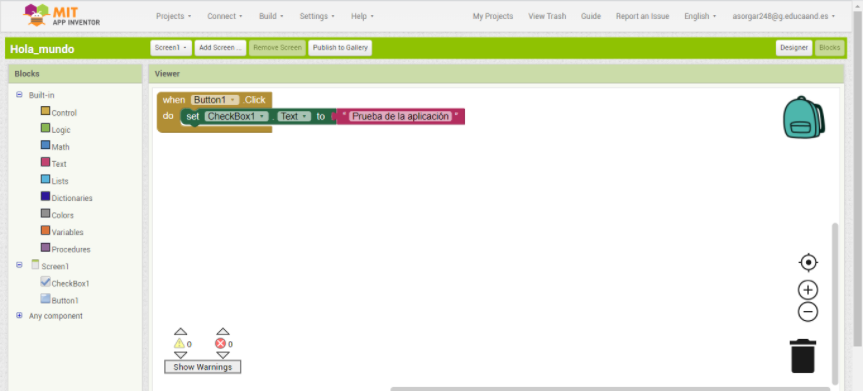 MIT
APP INVENTOR
Projects Connect Build Settings Help My Projects View Trash Guide Report an Issue English asorgar248@g.educaand.es
Hola_mundo Screen1 Add Screen ... Remove Screen Publish to Gallery Designer Blocks
Blocks Viewer
Built-in
Control
Logic
Math
Text
Lists
Dictionaries
Colors
Variables
Procedures
Screen1
CheckBox1
Button1
Any component
when Button1 .Click
do set CheckBox1 . Text to " Prueba de la aplicación "
0 0
Show Warnings